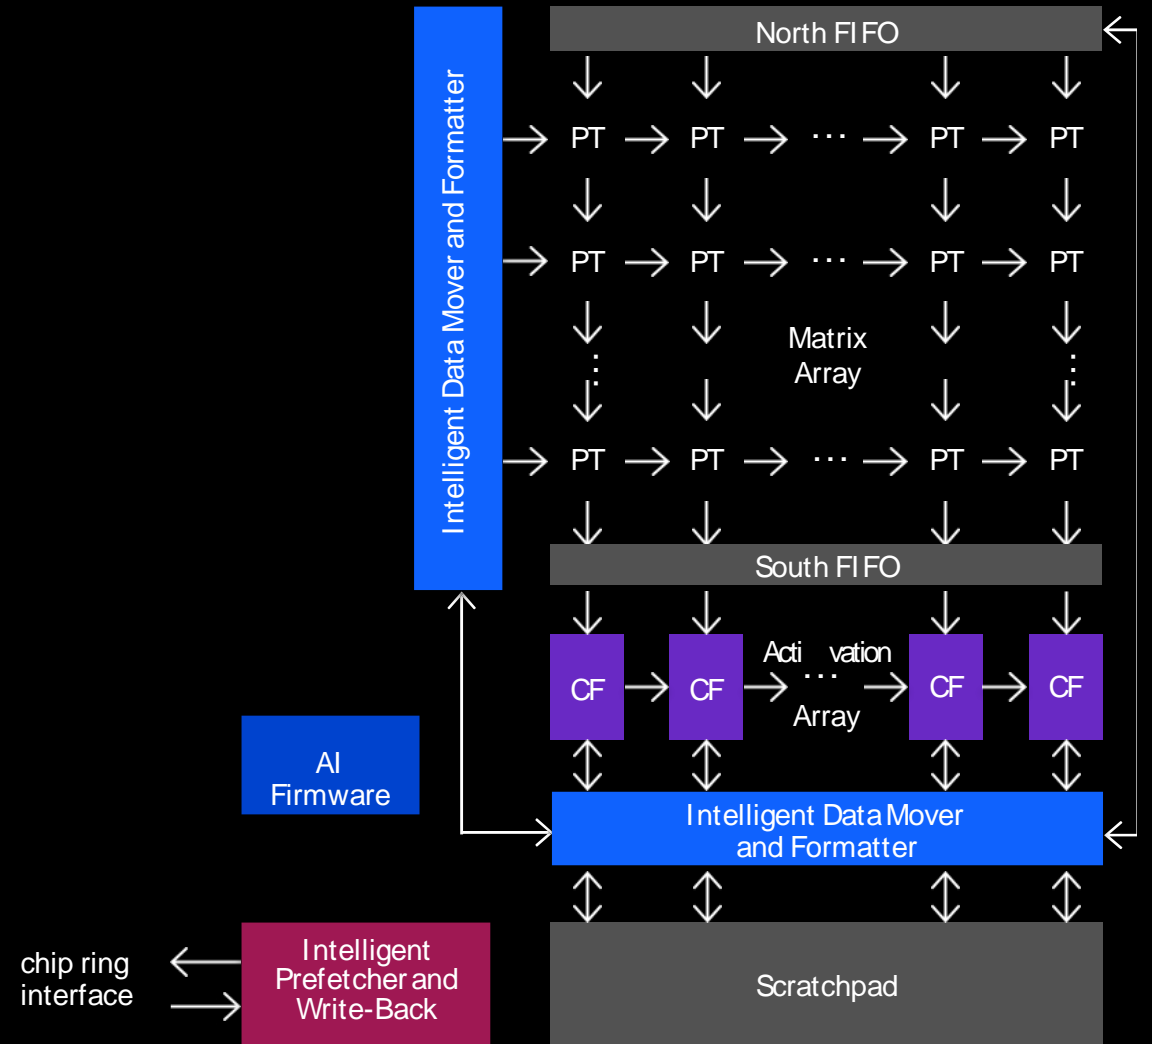 North FIFO
Intelligent Data Mover and Formatter
PT PT ... PT PT
PT PT ... PT PT
Matrix
Array
PT PT ... PT PT
South FIFO
CF CF Activation ... CF CF
Array
AI
Firmware
Intelligent Data Mover
and Formatter
chip ring
interface
Intelligent
Prefetcher and
Write-Back
Scratchpad